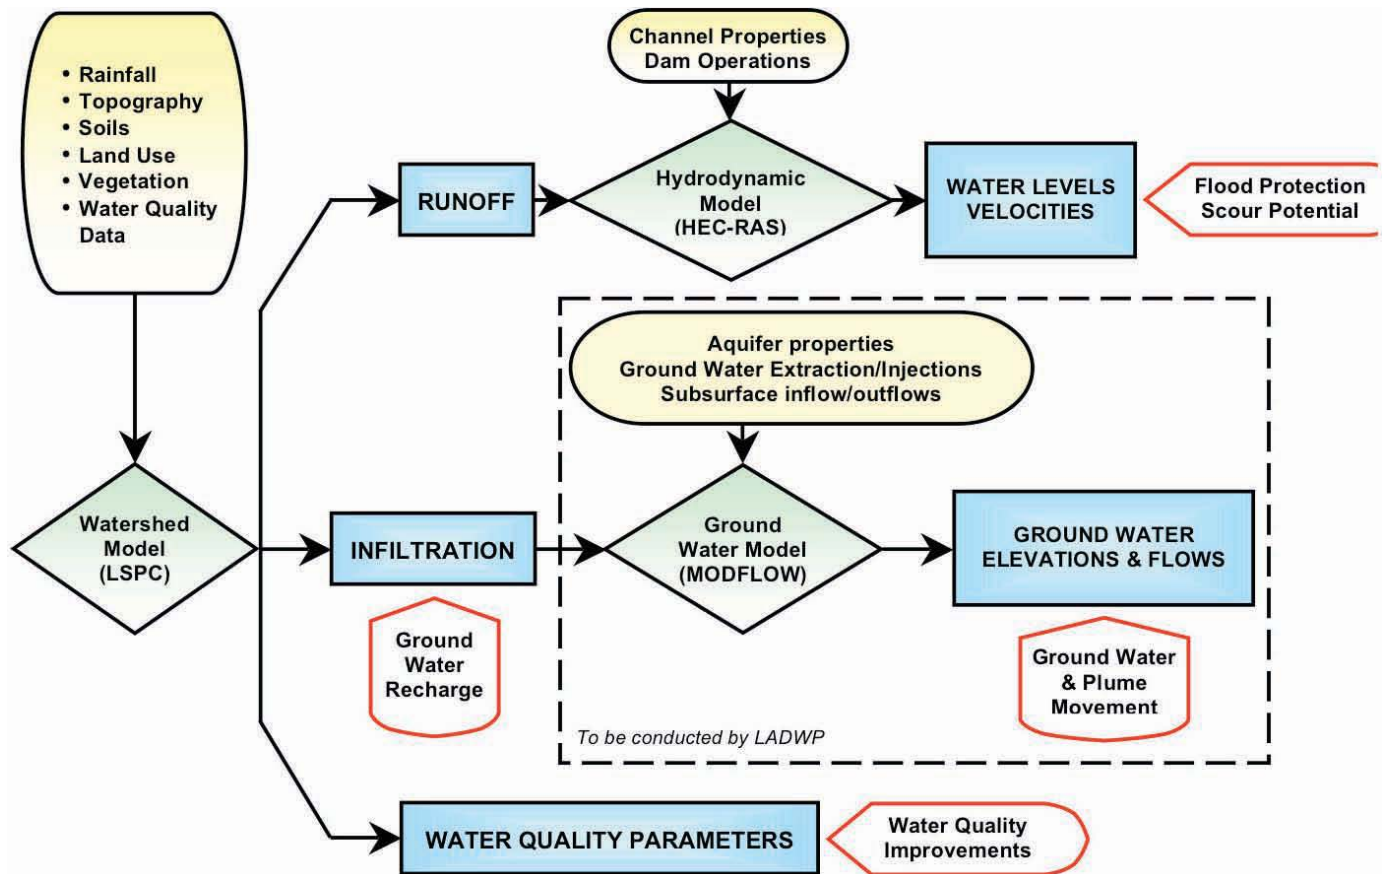 • Rainfall
• Topography
• Soils
• Land Use
• Vegetation
• Water Quality
Data
Channel Properties
Dam Operations
RUNOFF
Hydrodynamic
Model
(HEC-RAS)
WATER LEVELS
VELOCITIES
Flood Protection
Scour Potential
Aquifer properties
Ground Water Extraction/Injections
Subsurface inflow/outflows
Watershed
Model
(LSPC)
INFILTRATION
Ground
Water Model
(MODFLOW)
GROUND WATER
ELEVATIONS & FLOWS
Ground
Water
Recharge
Ground Water
& Plume
Movement
To be conducted by LADWP
WATER QUALITY PARAMETERS
Water Quality
Improvements